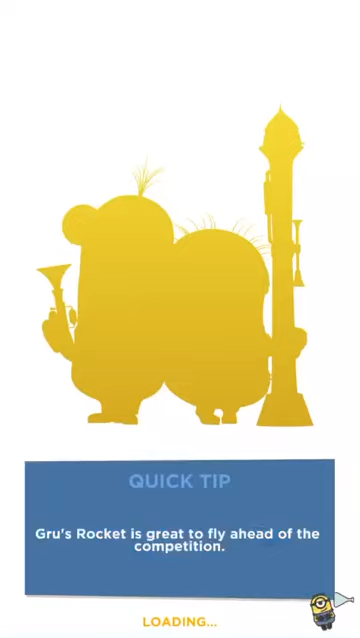 QUICK TIP
Gru's Rocket is great to fly ahead of the
competition.
LOADING...